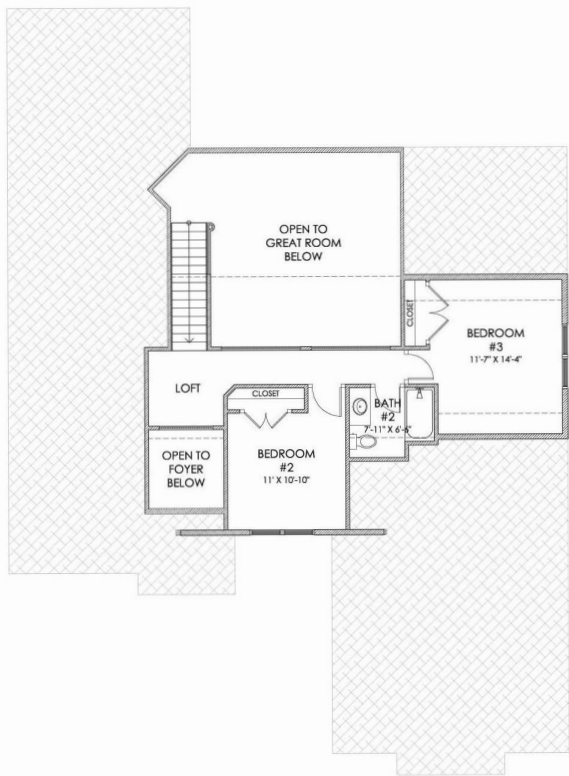 OPEN TO
GREAT ROOM
BELOW
CLOSET
BEDROOM
#3
11'-7" X 14'-4"
LOFT
CLOSET
BATH
#2
7'-11" X 6'-6"
OPEN TO
FOYER
BELOW
BEDROOM
#2
11' X 10'-10"